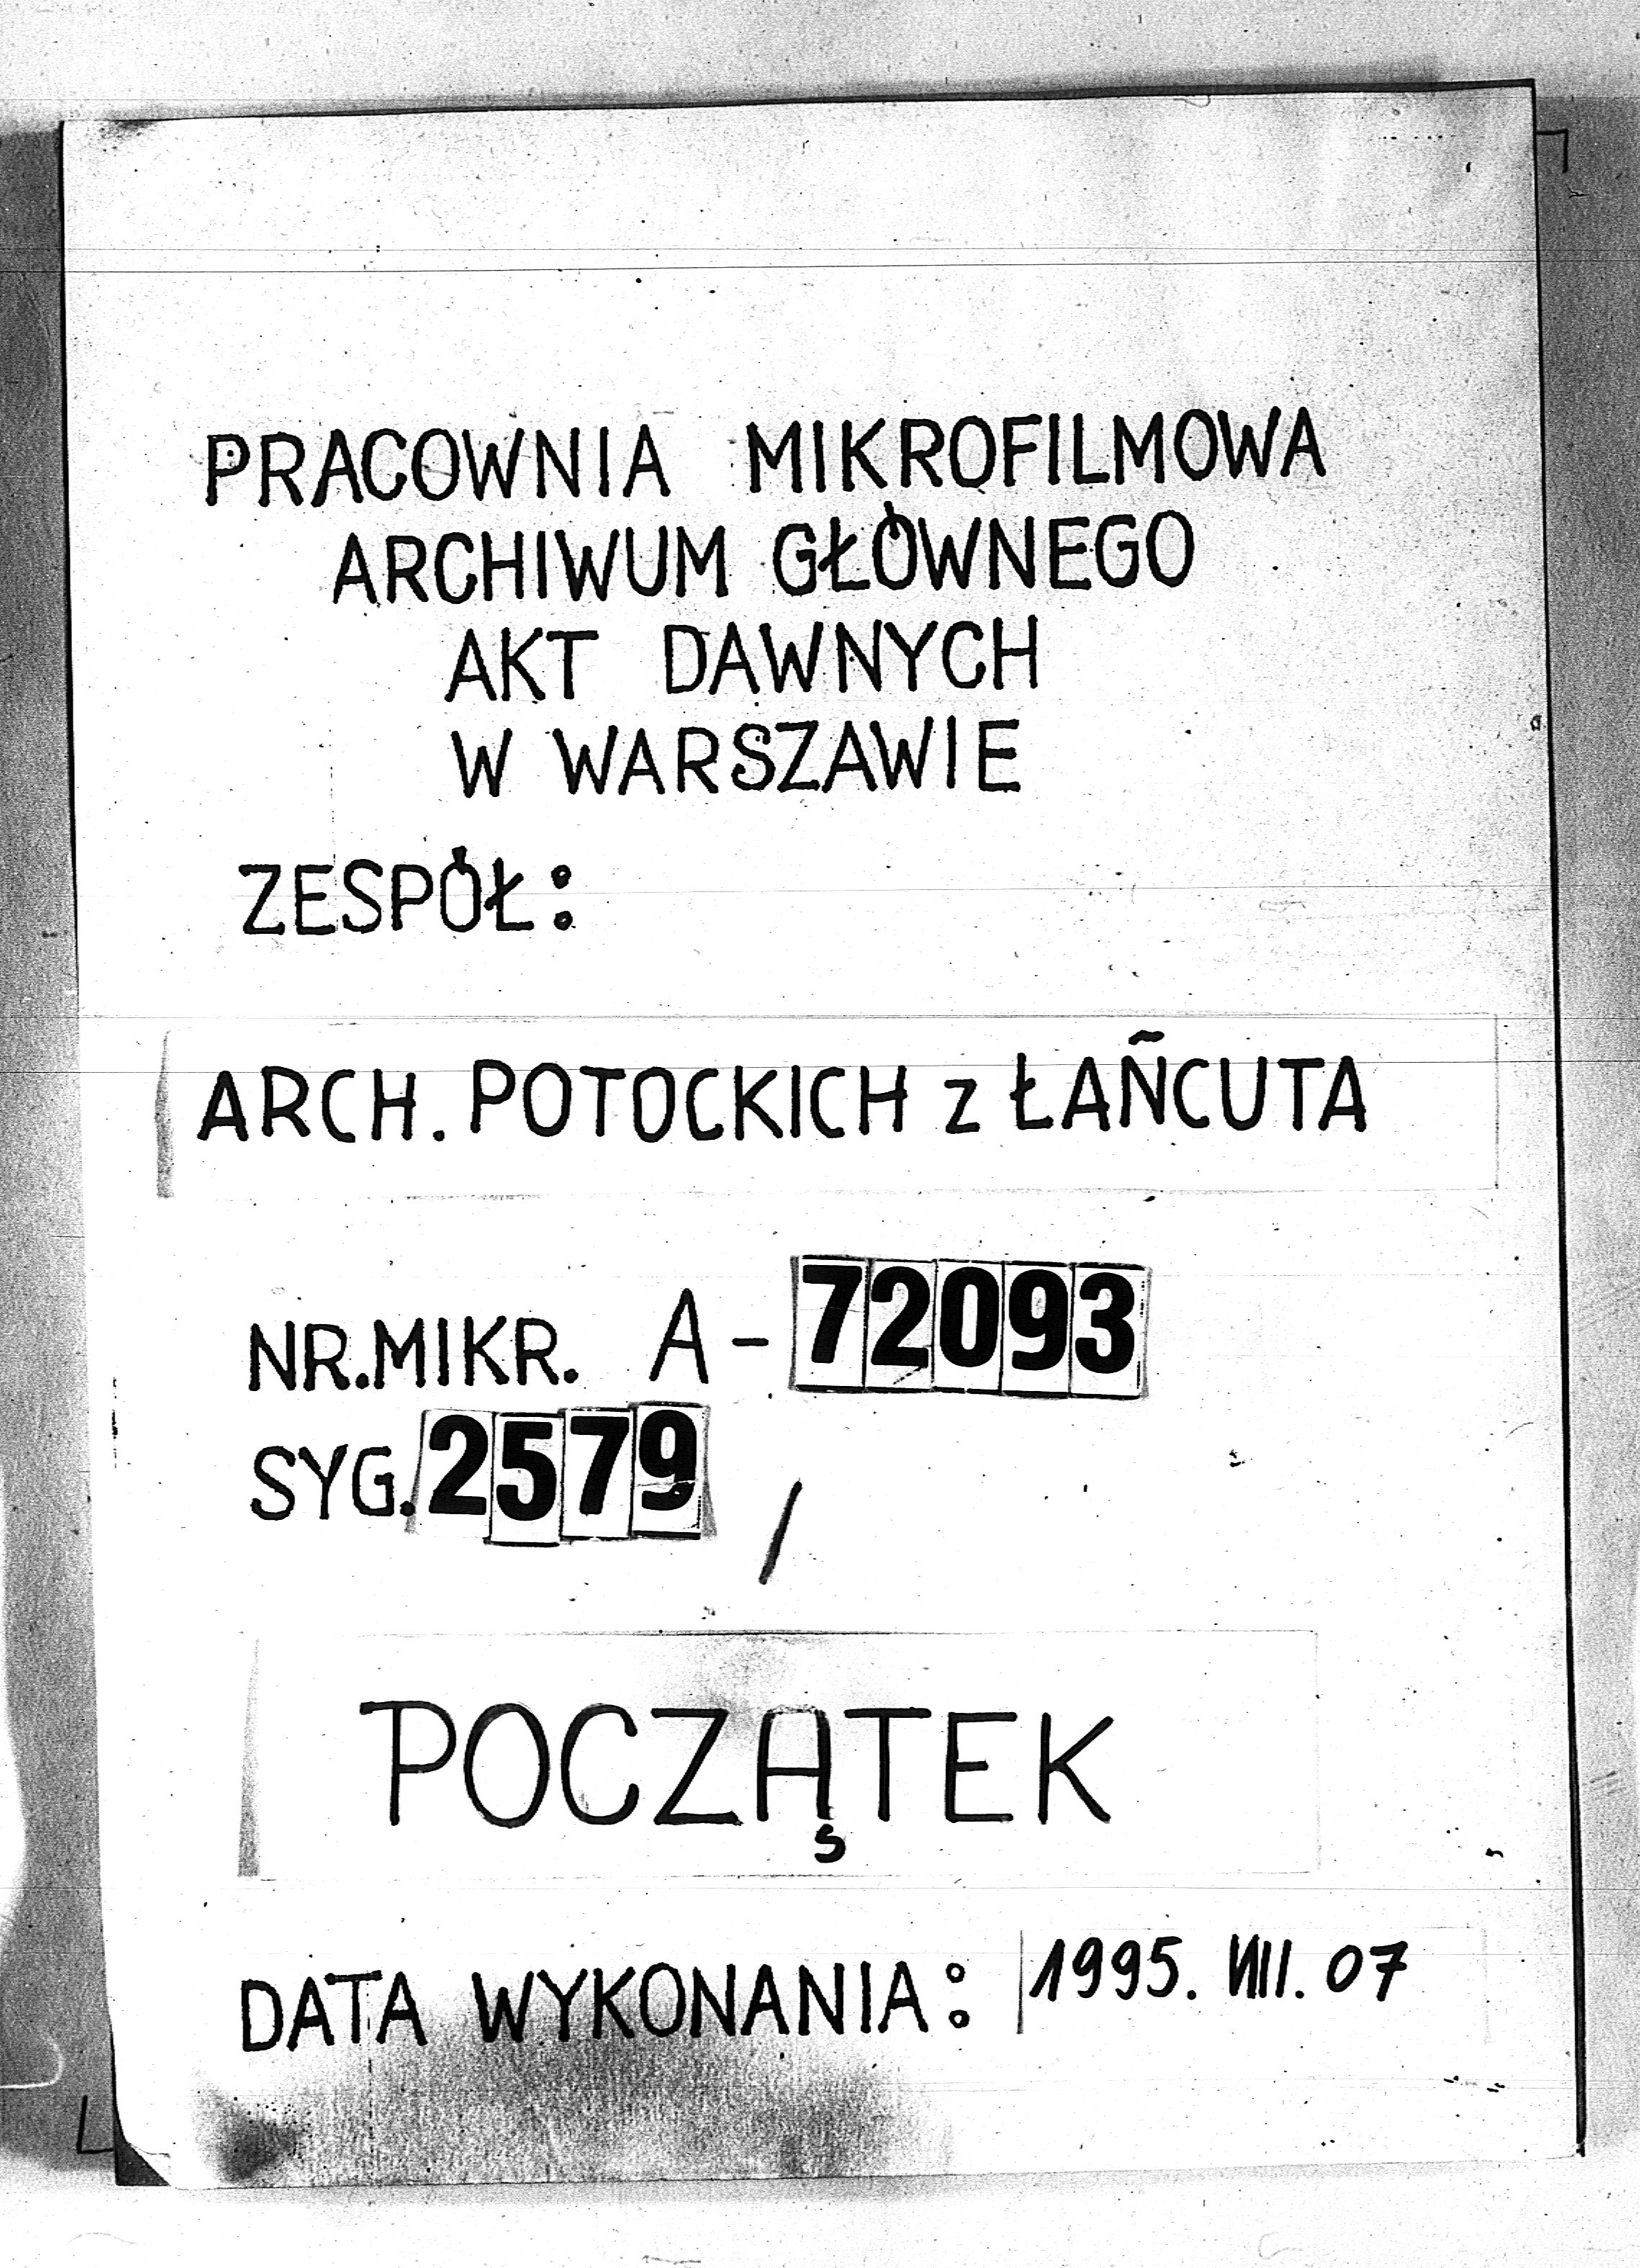 PRACOWNIA MIKROFILMOWA
ARCHIWUM GŁÓWNEGO
AKT DAWNYCH
W WARSZAWIE
ZESPÓŁ:
ARCH. POTOCKICH z ŁAŃCUTA
NR.MIKR. A-72093
SYG.2579 /
POCZĄTEK
DATA WYKONANIA: 1995. VIII. 07